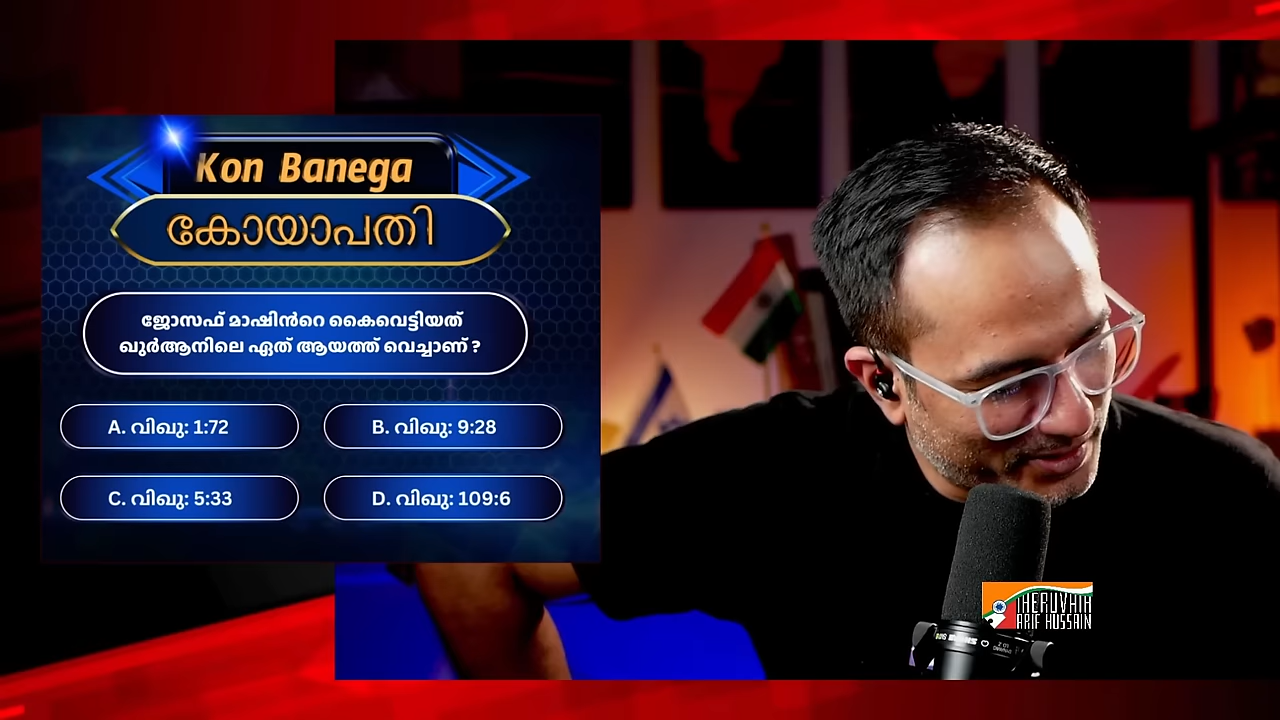 Kon Banega
കോയാപതി
ജോസഫ് മാഷിൻറെ കൈവെട്ടിയത്
ഖുർആനിലെ ഏത് ആയത്ത് വെച്ചാണ് ?
A. വിഖു: 1:72
B. വിഖു: 9:28
C. വിഖു: 5:33
D. വിഖു: 109:6
THERUVATH
ARIF HUSSAIN